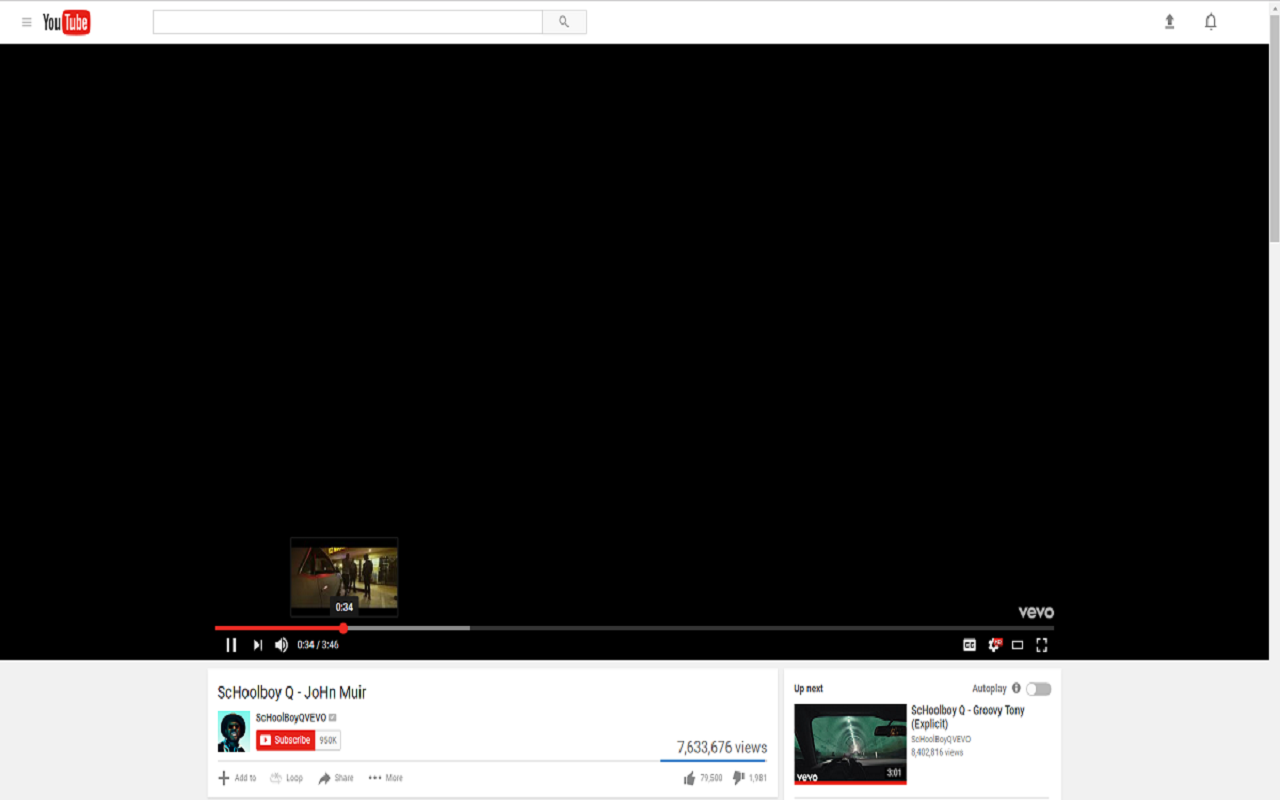 YouTube
vevo
0:34
0:34 / 3:46
CC
HD
ScHoolboy Q - JoHn Muir
ScHoolBoyQVEVO
Subscribe 950K
7,633,676 views
Add to Loop Share More
79,500 1,981
Up next Autoplay
ScHoolboy Q - Groovy Tony
(Explicit)
ScHoolBoyQVEVO
8,402,816 views
vevo 3:01